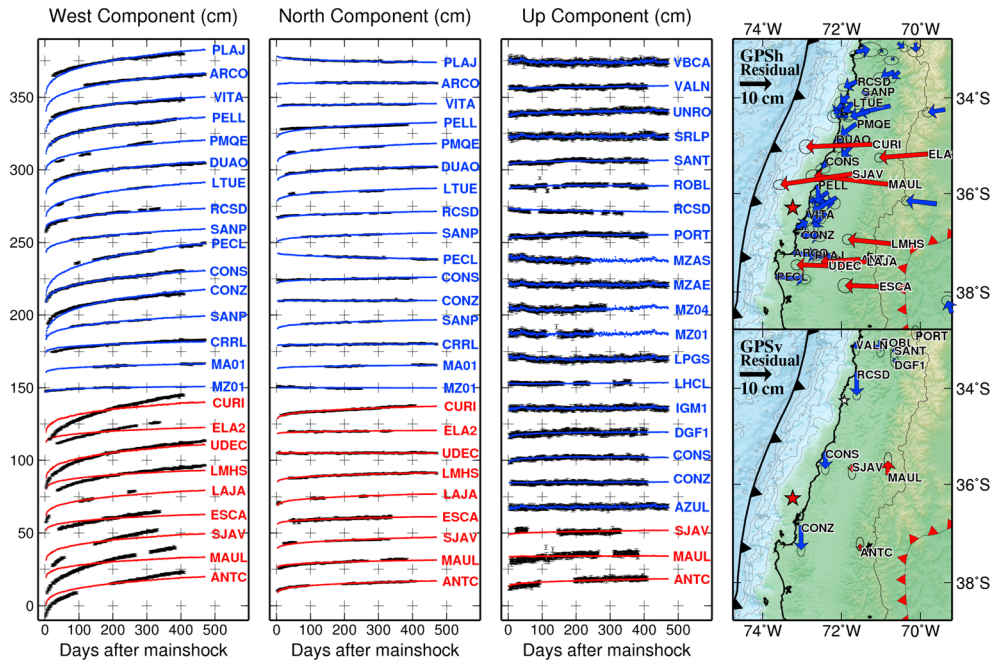 West Component (cm)
PLAJ
ARCO
VITA
PELL
PMQE
DUAO
LTUE
RCSD
SANP
PECL
CONS
CONZ
SANP
CRRL
MA01
MZ01
CURI
ELA2
UDEC
LMHS
LAJA
ESCA
SJAV
MAUL
ANTC
350
300
250
200
150
100
50
0
0 100 200 300 400 500
Days after mainshock
North Component (cm)
PLAJ
ARCO
VITA
PELL
PMQE
DUAO
LTUE
RCSD
SANP
PECL
CONS
CONZ
SANP
CRRL
MA01
MZ01
CURI
ELA2
UDEC
LMHS
LAJA
ESCA
SJAV
MAUL
ANTC
0 100 200 300 400 500
Days after mainshock
Up Component (cm)
VBCA
VALN
UNRO
SRLP
SANT
ROBL
RCSD
PORT
MZAS
MZAE
MZ04
MZ01
LPGS
LHCL
IGM1
DGF1
CONS
CONZ
AZUL
SJAV
MAUL
ANTC
0 100 200 300 400 500
Days after mainshock
74°W 72°W 70°W
GPSh
Residual
10 cm
RCSD
SANP
LTUE
PMQE
DUAO
CURI
ELA
CONS
SJAV
PELL
MAUL
VITA
CONZ
LMHS
UDEC
LAJA
PECL
ESCA
34°S
36°S
38°S
GPSv
Residual
10 cm
PORT
VALN
SANT
DGF1
RCSD
CONS
SJAV
MAUL
CONZ
ANTC
34°S
36°S
38°S
74°W 72°W 70°W